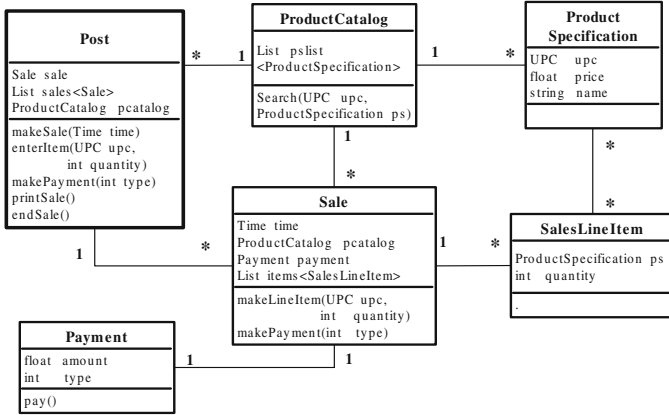 Post
Sale sale
List sales<Sale>
ProductCatalog pcatalog
makeSale(Time time)
enterItem(UPC upc,
int quantity)
makePayment(int type)
printSale()
endSale()
*
1
ProductCatalog
List pslist
<ProductSpecification>
Search(UPC upc,
ProductSpecification ps)
1
*
Product
Specification
UPC upc
float price
string name
1
*
*
*
1
*
Sale
Time time
ProductCatalog pcatalog
Payment payment
List items<SalesLineItem>
makeLineItem(UPC upc,
int quantity)
makePayment(int type)
1
*
SalesLineItem
ProductSpecification ps
int quantity
.
Payment
float amount
int type
pay()
1
1